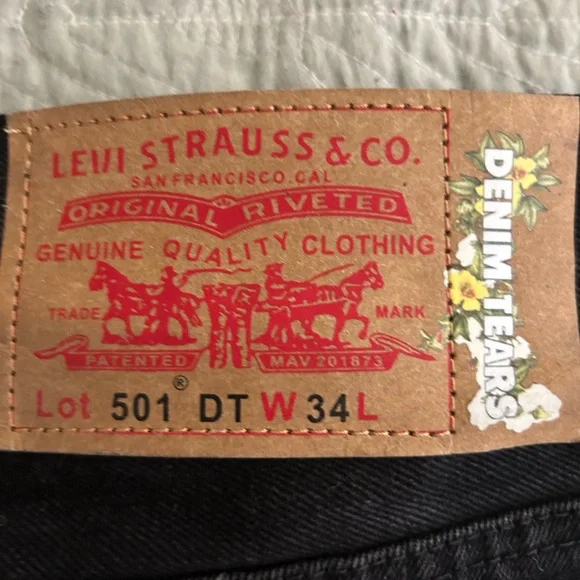 LEVI STRAUSS & CO.
SAN FRANCISCO.CAL
ORIGINAL RIVETED
GENUINE QUALITY CLOTHING
TRADE MARK
PATENTED MAV 201873
Lot 501® DT W 34 L
DENIM TEARS